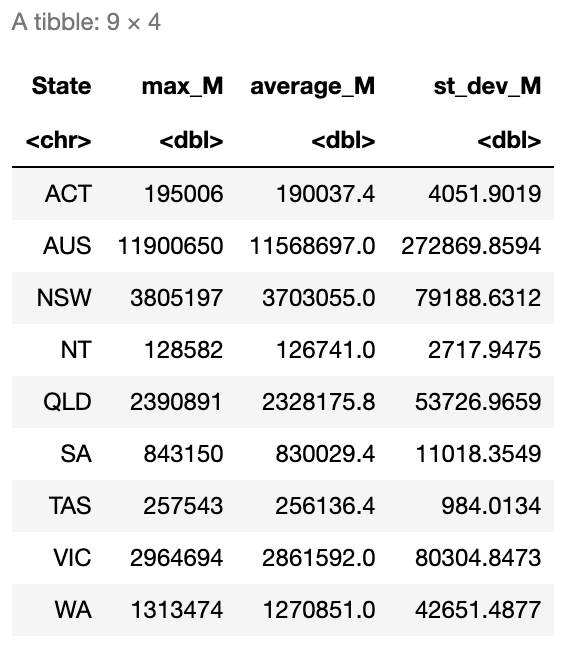 A tibble: 9 × 4
State max_M average_M st_dev_M
<chr> <dbl> <dbl> <dbl>
ACT 195006 190037.4 4051.9019
AUS 11900650 11568697.0 272869.8594
NSW 3805197 3703055.0 79188.6312
NT 128582 126741.0 2717.9475
QLD 2390891 2328175.8 53726.9659
SA 843150 830029.4 11018.3549
TAS 257543 256136.4 984.0134
VIC 2964694 2861592.0 80304.8473
WA 1313474 1270851.0 42651.4877